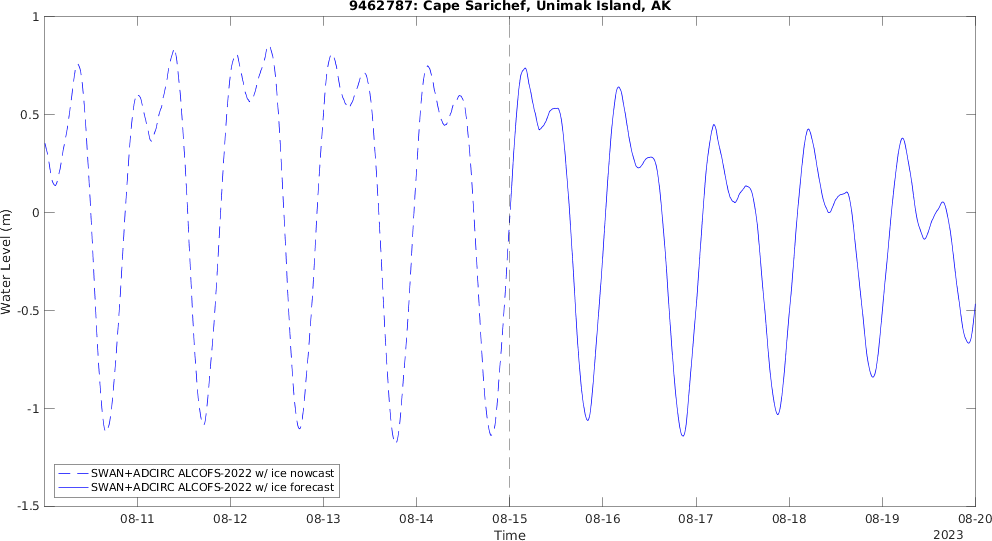 9462787: Cape Sarichef, Unimak Island, AK
1
0.5
0
-0.5
-1
-1.5
Water Level (m)
SWAN+ADCIRC ALCOFS-2022 w/ ice nowcast
SWAN+ADCIRC ALCOFS-2022 w/ ice forecast
08-11 08-12 08-13 08-14 08-15 08-16 08-17 08-18 08-19 08-20
Time
2023